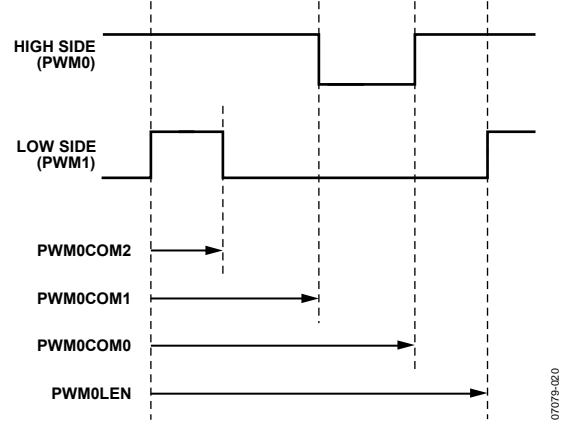 HIGH SIDE
(PWM0)
LOW SIDE
(PWM1)
PWM0COM2
PWM0COM1
PWM0COM0
PWM0LEN
07079-020